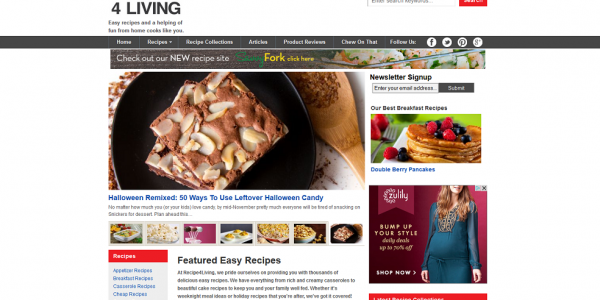 4 LIVING
Easy recipes and a helping of
fun from home cooks like you.
Enter search keywords...
Search
Home Recipes Recipe Collections Articles Product Reviews Chew On That Follow Us:
Check out our NEW recipe site Fork click here
Newsletter Signup
Enter your email address...
Submit
Our Best Breakfast Recipes
Double Berry Pancakes
Halloween Remixed: 50 Ways To Use Leftover Halloween Candy
No matter how much you (or your kids) love candy, by mid-November pretty much everyone will be tired of snacking on
Snickers for dessert. Plan ahead this...
zulily
BUMP UP
YOUR STYLE
daily deals
up to 70% off
SHOP NOW >
Recipes
Appetizer Recipes
Breakfast Recipes
Casserole Recipes
Cheap Recipes
Featured Easy Recipes
At Recipe4Living, we pride ourselves on providing you with thousands of
delicious easy recipes. We have everything from rich and creamy casseroles to
beautiful cake recipes to keep you and your family well fed. Whether it's
weeknight meal ideas or holiday recipes that you're after, we've got it covered!
Latest Recipe Collections